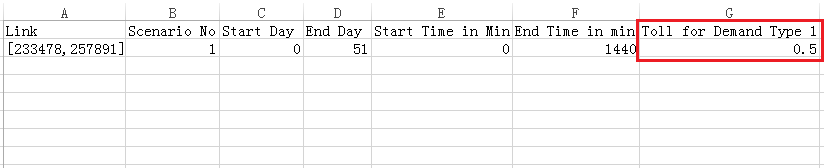 A B C D E F G
Link Scenario No Start Day End Day Start Time in Min End Time in min Toll for Demand Type 1
[233478,257891] 1 0 51 0 1440 0.5